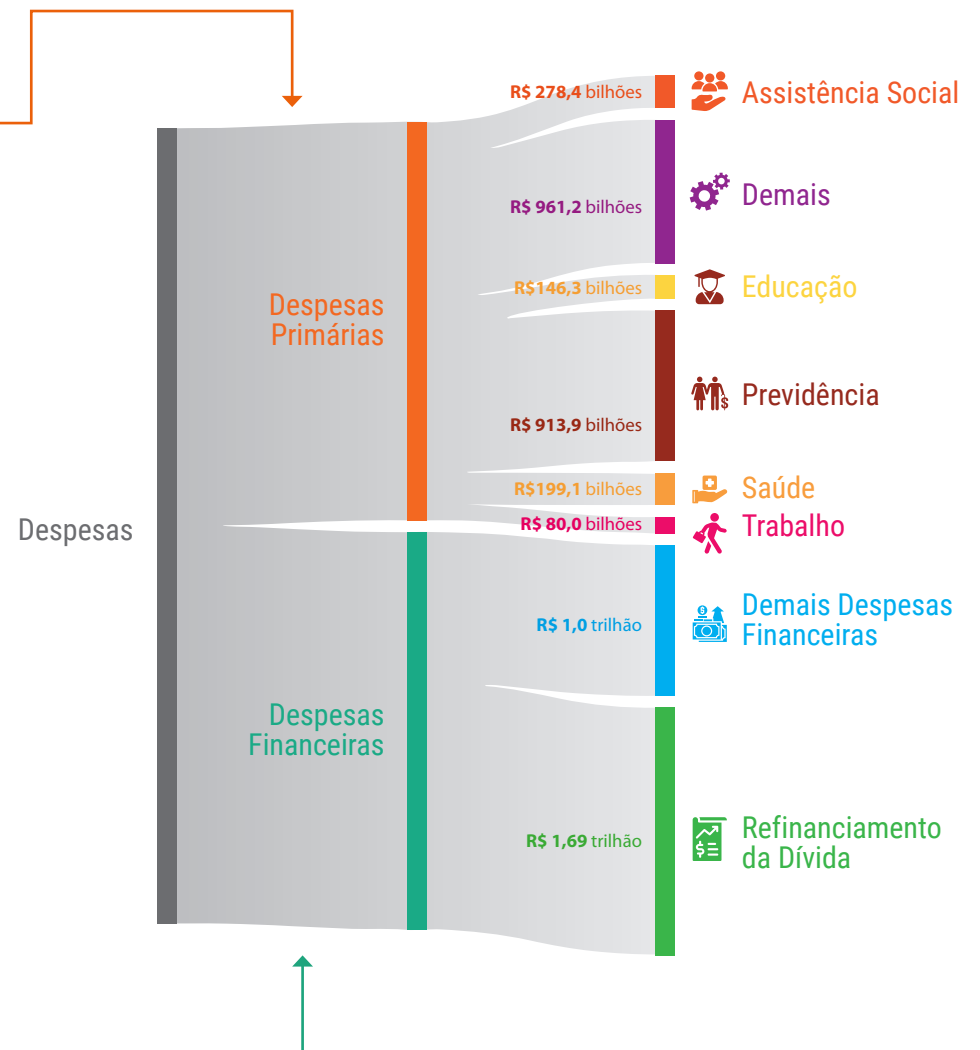 R$ 278,4 bilhões
Assistência Social
R$ 961,2 bilhões
Demais
R$146,3 bilhões
Educação
Despesas
Primárias
R$ 913,9 bilhões
Previdência
R$199,1 bilhões
Saúde
R$ 80,0 bilhões
Trabalho
Despesas
R$ 1,0 trilhão
Demais Despesas
Financeiras
Despesas
Financeiras
R$ 1,69 trilhão
Refinanciamento
da Dívida